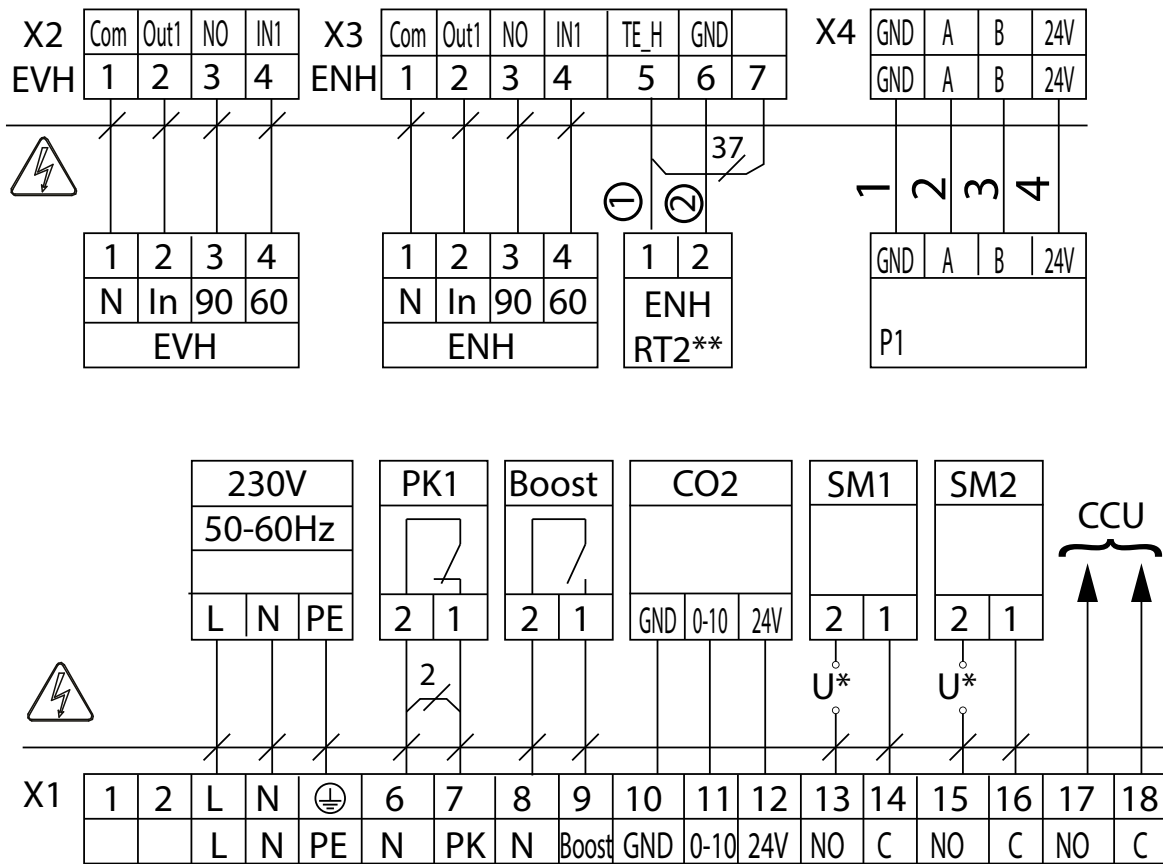 X2 Com Out1 NO IN1 X3 Com Out1 NO IN1 TE_H GND X4 GND A B 24V
EVH 1 2 3 4 ENH 1 2 3 4 5 6 7 GND A B 24V
37
1 2 1 2 3 4
1 2 3 4 1 2 3 4 1 2 GND A B 24V
N In 90 60 N In 90 60 ENH
EVH ENH RT2** P1
230V PK1 Boost CO2 SM1 SM2
50-60Hz CCU
L N PE 2 1 2 1 GND 0-10 24V 2 1 2 1
2 U* U*
X1 1 2 L N 6 7 8 9 10 11 12 13 14 15 16 17 18
L N PE N PK N Boost GND 0-10 24V NO C NO C NO C